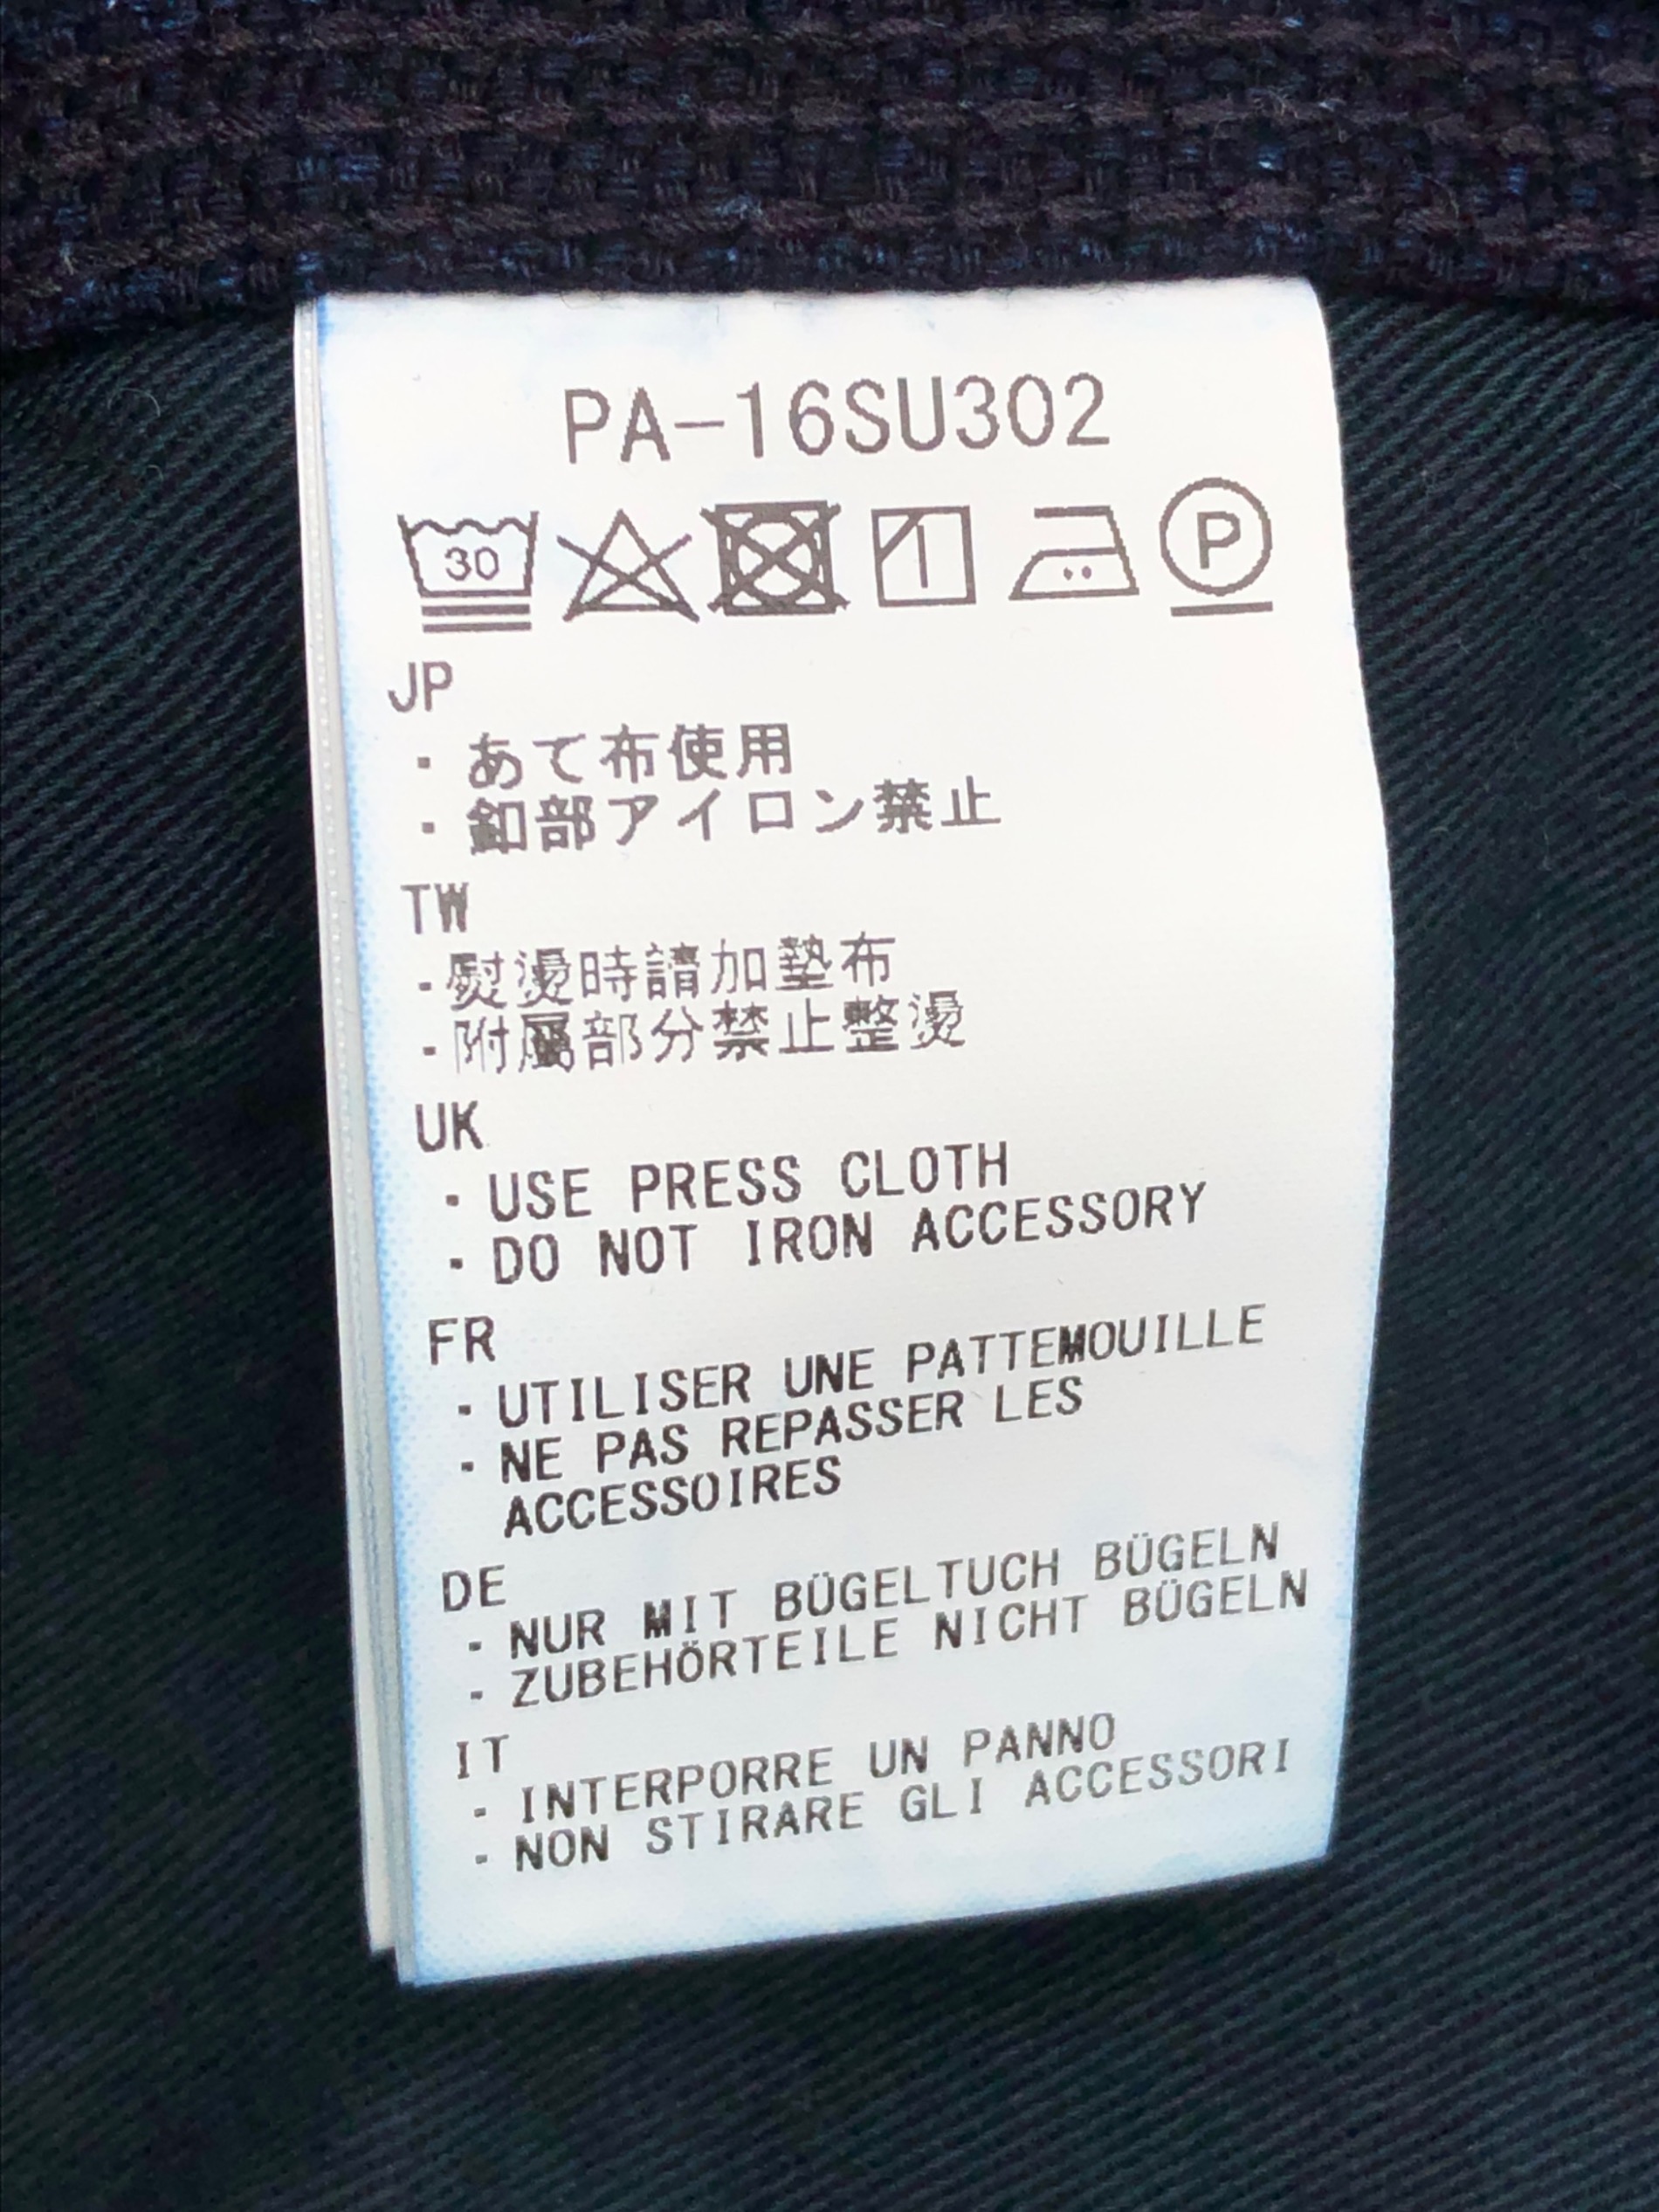 PA-16SU302
30
P
JP
・あて布使用
・釦部アイロン禁止
TW
・熨燙時請加墊布
・附屬部分禁止整燙
UK
・USE PRESS CLOTH
・DO NOT IRON ACCESSORY
FR
・UTILISER UNE PATTEMOUILLE
・NE PAS REPASSER LES
ACCESSOIRES
DE
・NUR MIT BÜGELTUCH BÜGELN
・ZUBEHÖRTEILE NICHT BÜGELN
IT
・INTERPORRE UN PANNO
・NON STIRARE GLI ACCESSORI